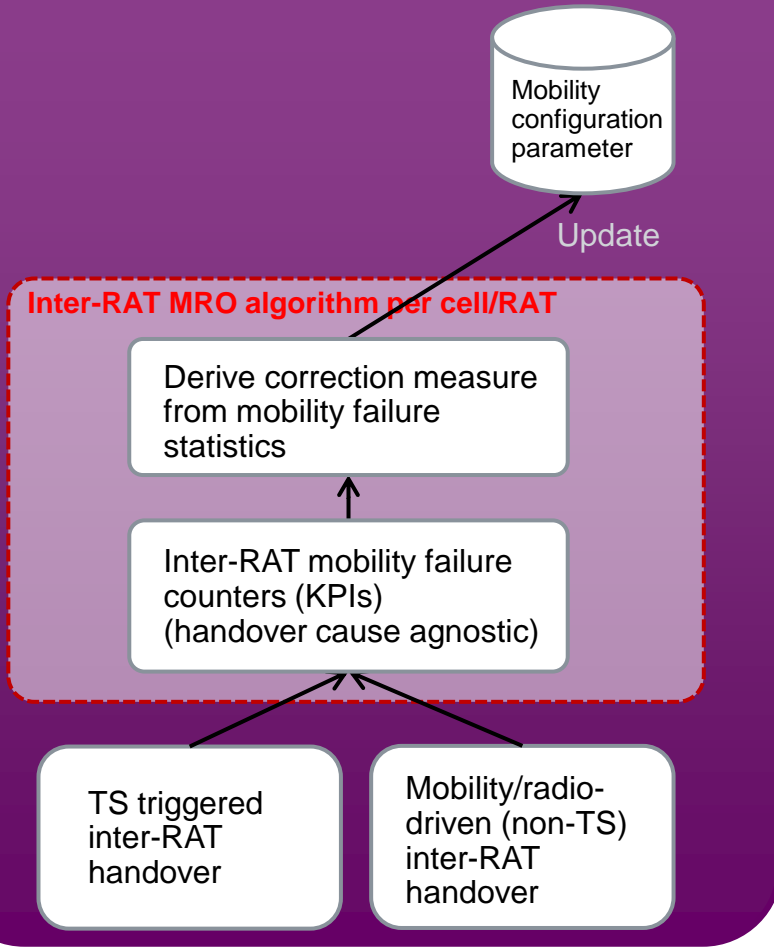 Mobility
configuration
parameter
Update
Inter-RAT MRO algorithm per cell/RAT
Derive correction measure
from mobility failure
statistics
Inter-RAT mobility failure
counters (KPIs)
(handover cause agnostic)
TS triggered
inter-RAT
handover
Mobility/radio-
driven (non-TS)
inter-RAT
handover